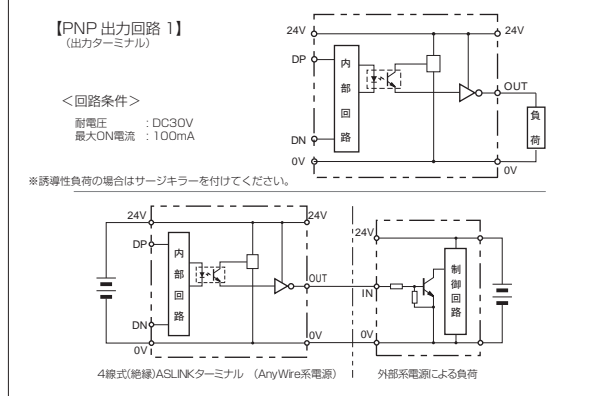 【PNP 出力回路 1】
(出力ターミナル)
<回路条件>
耐電圧 : DC30V
最大ON電流 : 100mA
※誘導性負荷の場合はサージキラーを付けてください。
24V
24V
DP
内部回路
OUT
負荷
DN
0V
0V
24V
24V
DP
内部回路
OUT
DN
0V
0V
24V
IN
制御回路
0V
4線式(絶縁)ASLINKターミナル (AnyWire系電源)
外部系電源による負荷